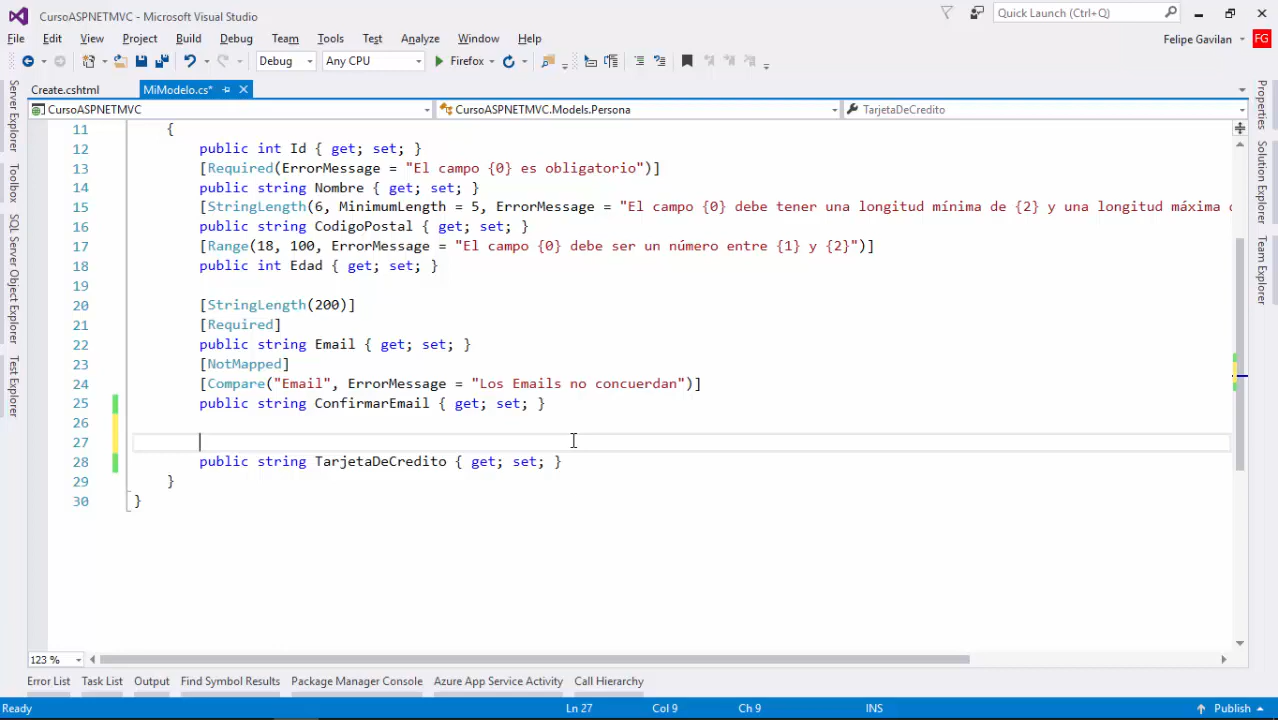 CursoASPNETMVC - Microsoft Visual Studio
Quick Launch (Ctrl+Q)
File Edit View Project Build Debug Team Tools Test Analyze Window Help
Felipe Gavilan FG
Debug Any CPU Firefox
Create.cshtml MiModelo.cs*
CursoASPNETMVC CursoASPNETMVC.Models.Persona TarjetaDeCredito
Server Explorer
Toolbox
SQL Server Object Explorer
Test Explorer
11 {
12 public int Id { get; set; }
13 [Required(ErrorMessage = "El campo {0} es obligatorio")]
14 public string Nombre { get; set; }
15 [StringLength(6, MinimumLength = 5, ErrorMessage = "El campo {0} debe tener una longitud mínima de {2} y una longitud máxima
16 public string CodigoPostal { get; set; }
17 [Range(18, 100, ErrorMessage = "El campo {0} debe ser un número entre {1} y {2}")]
18 public int Edad { get; set; }
19
20 [StringLength(200)]
21 [Required]
22 public string Email { get; set; }
23 [NotMapped]
24 [Compare("Email", ErrorMessage = "Los Emails no concuerdan")]
25 public string ConfirmarEmail { get; set; }
26
27
28 public string TarjetaDeCredito { get; set; }
29 }
30 }
Properties
Solution Explorer
Team Explorer
123 %
Error List Task List Output Find Symbol Results Package Manager Console Azure App Service Activity Call Hierarchy
Ready Ln 27 Col 9 Ch 9 INS Publish